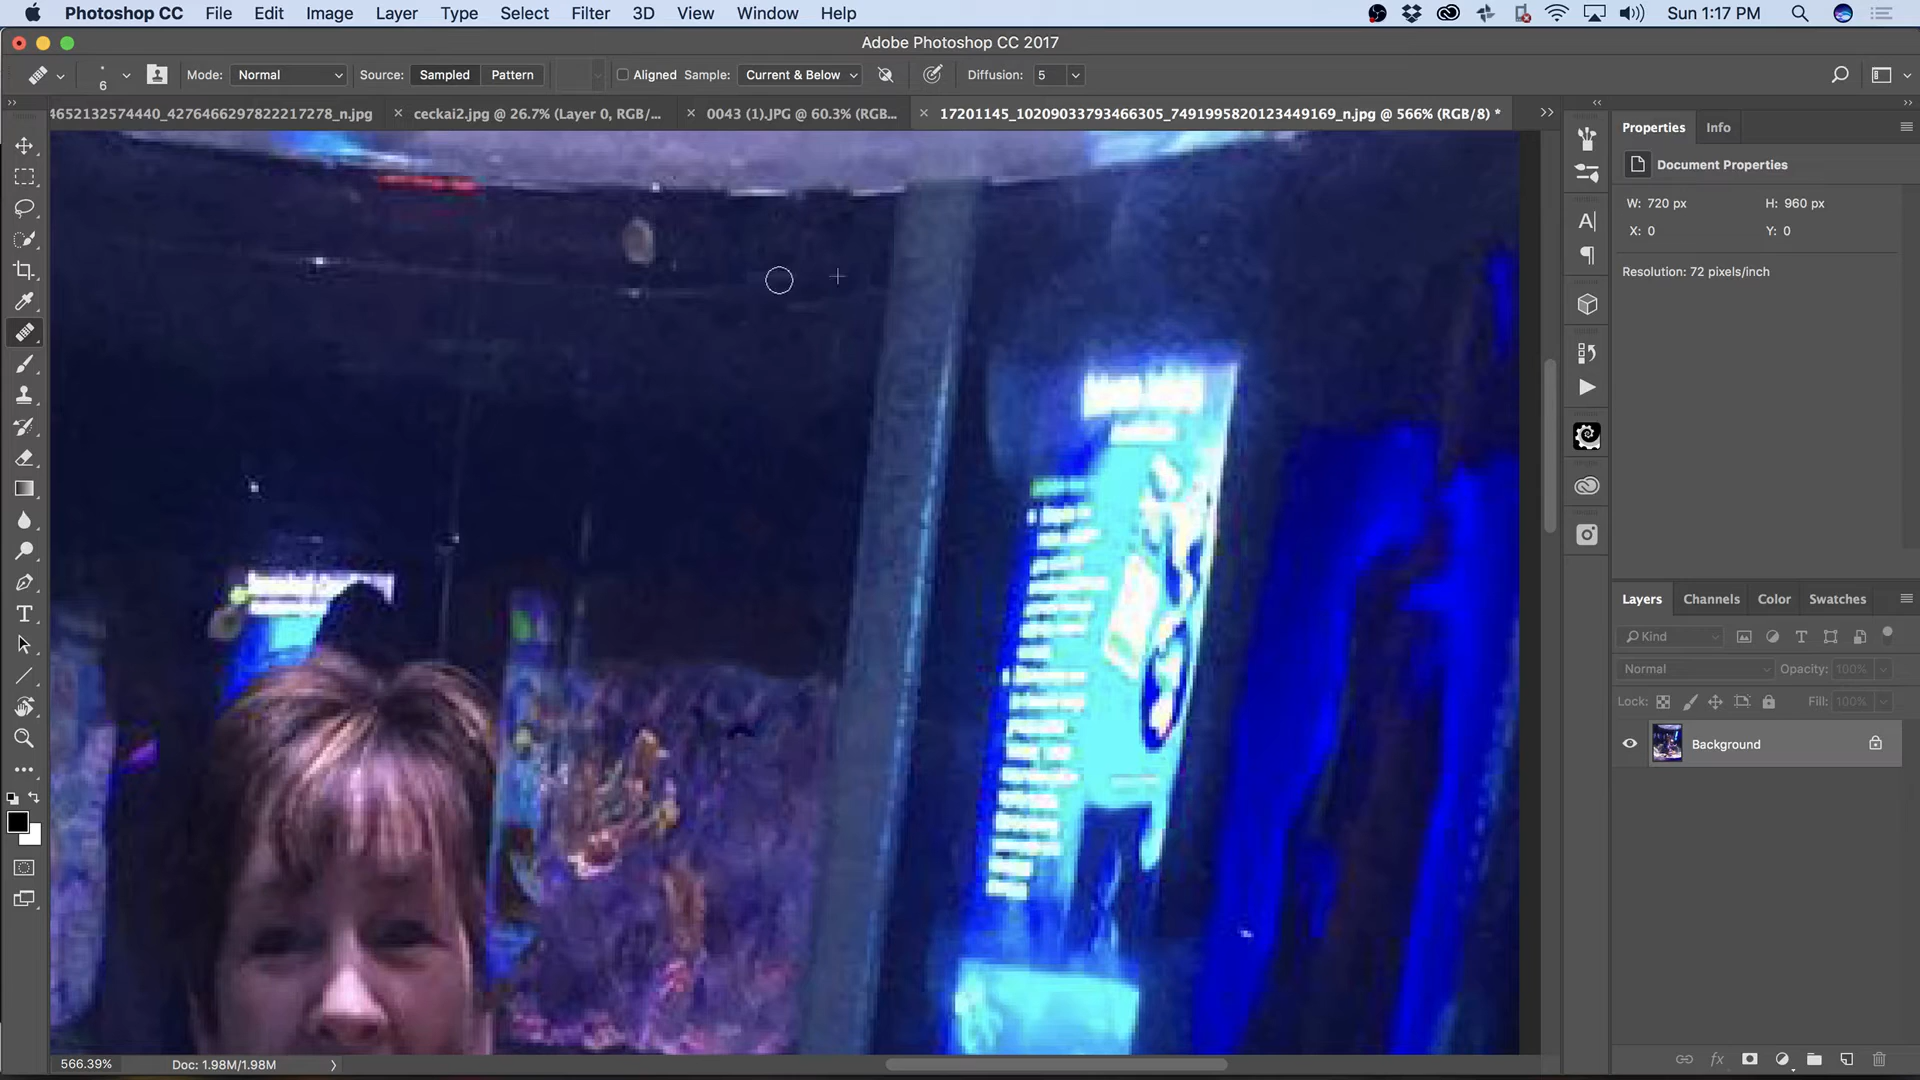 Photoshop CC File Edit Image Layer Type Select Filter 3D View Window Help Sun 1:17 PM
Adobe Photoshop CC 2017
6 Mode: Normal Source: Sampled Pattern Aligned Sample: Current & Below Diffusion: 5
4652132574440_4276466297822217278_n.jpg × ceckai2.jpg @ 26.7% (Layer 0, RGB/... × 0043 (1).JPG @ 60.3% (RGB... × 17201145_10209033793466305_7491995820123449169_n.jpg @ 566% (RGB/8) *
Properties Info
Document Properties
W: 720 px H: 960 px
X: 0 Y: 0
Resolution: 72 pixels/inch
Layers Channels Color Swatches
Kind
Normal Opacity: 100%
Lock: Fill: 100%
Background
566.39% Doc: 1.98M/1.98M